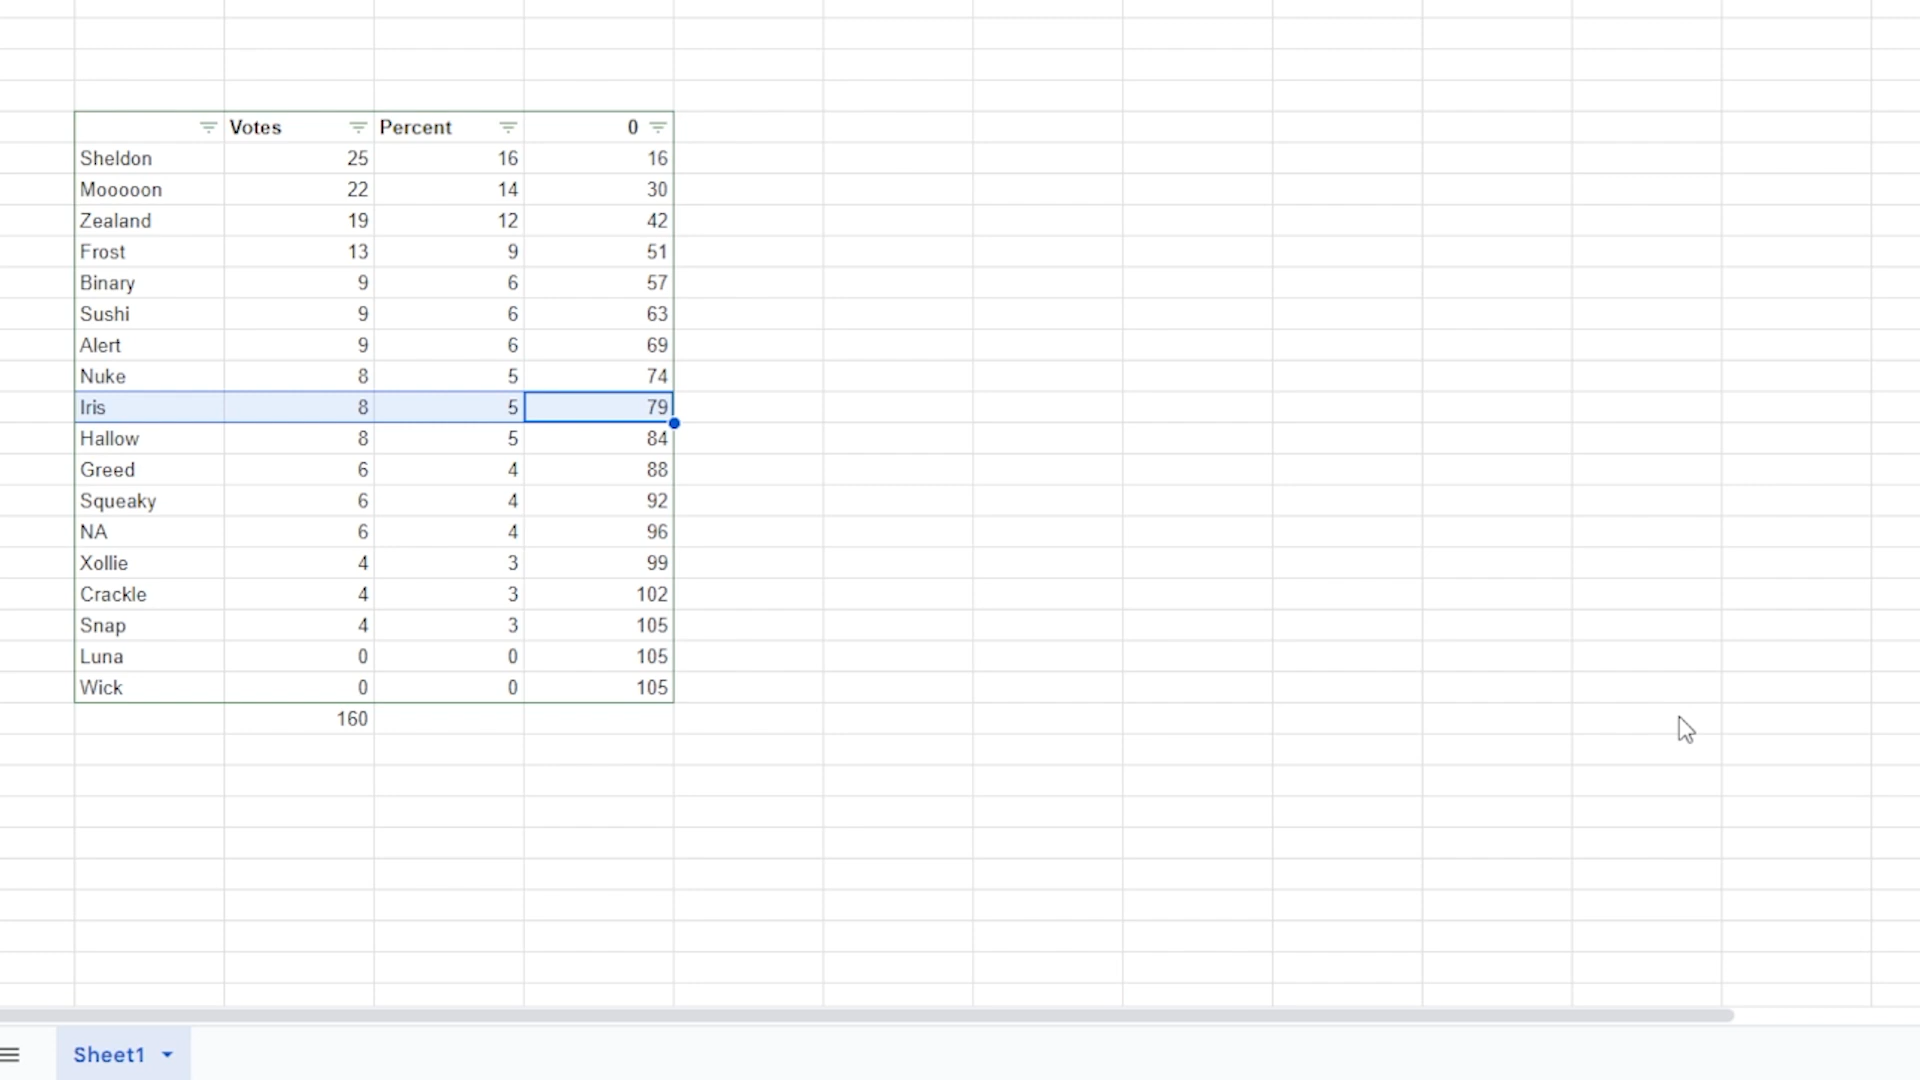 Votes Percent 0
Sheldon 25 16 16
Mooooon 22 14 30
Zealand 19 12 42
Frost 13 9 51
Binary 9 6 57
Sushi 9 6 63
Alert 9 6 69
Nuke 8 5 74
Iris 8 5 79
Hallow 8 5 84
Greed 6 4 88
Squeaky 6 4 92
NA 6 4 96
Xollie 4 3 99
Crackle 4 3 102
Snap 4 3 105
Luna 0 0 105
Wick 0 0 105
160
Sheet1